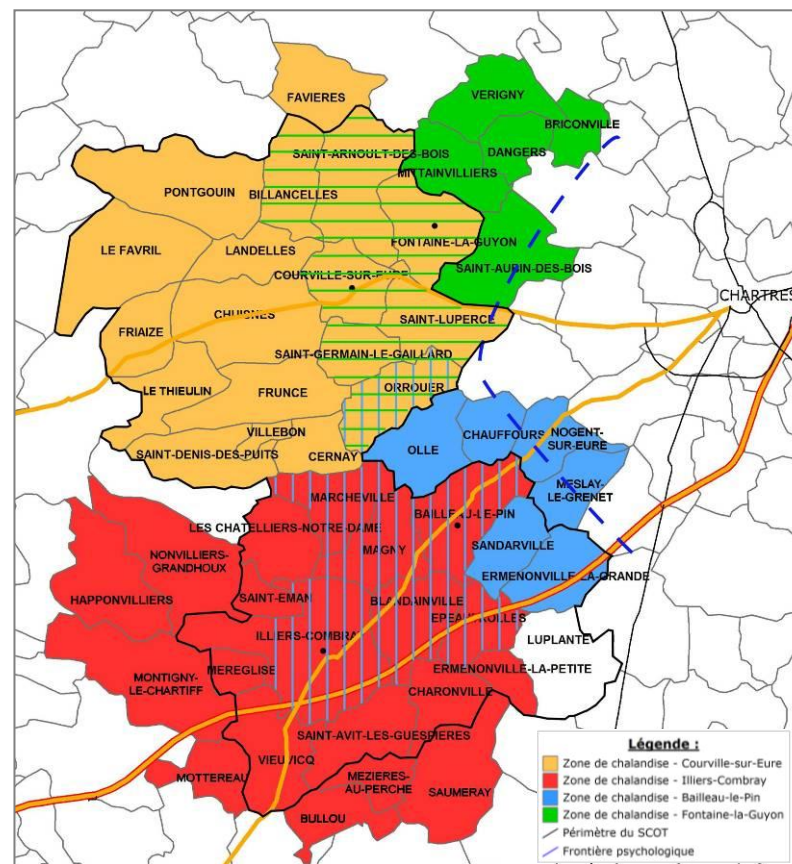 FAVIERES
VERIGNY
BRICONVILLE
SAINT-ARNOULT-DES-BOIS
DANGERS
MITTAINVILLIERS
PONTGOUIN
BILLANCELLES
FONTAINE-LA-GUYON
LE FAVRIL
LANDELLES
SAINT-AUBIN-DES-BOIS
COURVILLE-SUR-EURE
CHARTRES
CHUISNES
SAINT-LUPERCE
FRIAIZE
SAINT-GERMAIN-LE-GAILLARD
LE THIEULIN
FRUNCE
ORROUER
VILLEBON
CHAUFFOURS
NOGENT-
SUR-EURE
SAINT-DENIS-DES-PUITS
CERNAY
OLLE
MESLAY-
LE-GRENET
MARCHEVILLE
BAILLEAU-LE-PIN
LES CHATELLIERS-NOTRE-DAME
MAGNY
SANDARVILLE
NONVILLIERS-
GRANDHOUX
ERMENONVILLE-LA-GRANDE
HAPPONVILLIERS
SAINT-EMAN
BLANDAINVILLE
EPEAUTROLLES
ILLIERS-COMBRAY
LUPLANTE
MEREGLISE
ERMENONVILLE-LA-PETITE
MONTIGNY-
LE-CHARTIFF
CHARONVILLE
SAINT-AVIT-LES-GUESPIERES
VIEUVICQ
MOTTEREAU
MEZIERES-
AU-PERCHE
SAUMERAY
BULLOU
Légende :
Zone de chalandise - Courville-sur-Eure
Zone de chalandise - Illiers-Combray
Zone de chalandise - Bailleau-le-Pin
Zone de chalandise - Fontaine-la-Guyon
Périmètre du SCOT
Frontière psychologique